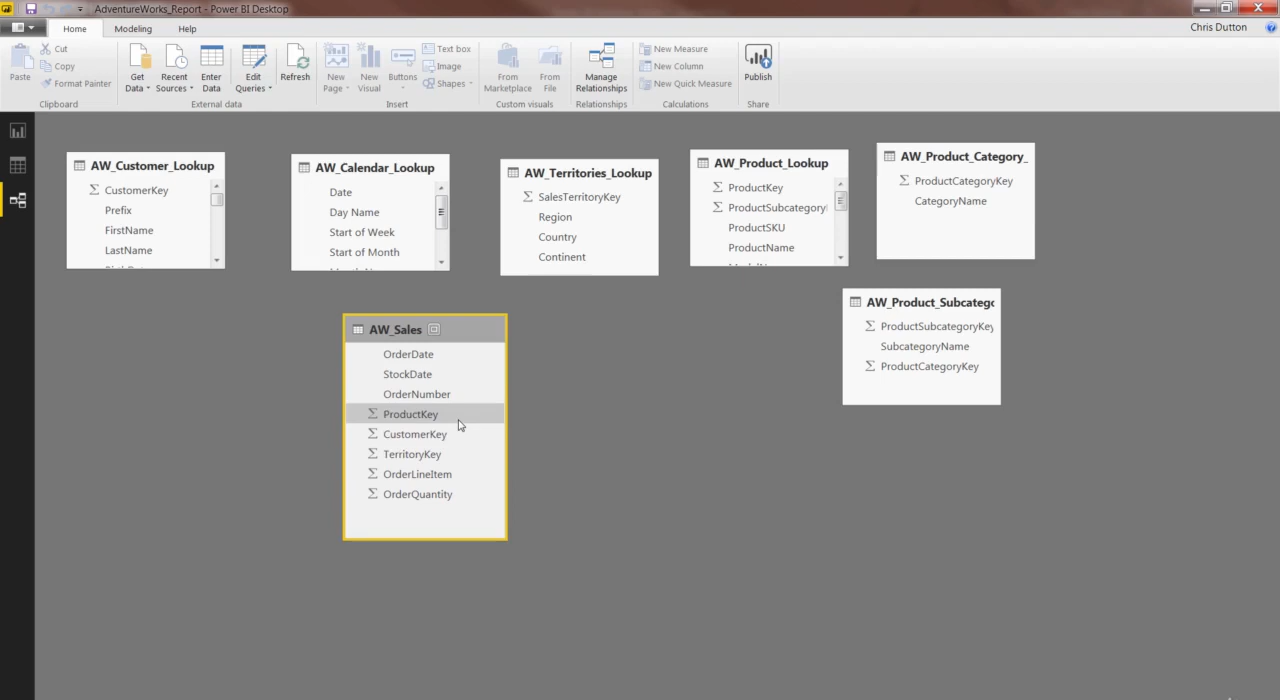 AdventureWorks_Report - Power BI Desktop
Home Modeling Help
Chris Dutton
Paste
Cut
Copy
Format Painter
Clipboard
Get Data
Recent Sources
Enter Data
Edit Queries
Refresh
External data
New Page
New Visual
Buttons
Text box
Image
Shapes
Insert
From Marketplace
From File
Custom visuals
Manage Relationships
Relationships
New Measure
New Column
New Quick Measure
Calculations
Publish
Share
AW_Customer_Lookup
CustomerKey
Prefix
FirstName
LastName
AW_Calendar_Lookup
Date
Day Name
Start of Week
Start of Month
AW_Territories_Lookup
SalesTerritoryKey
Region
Country
Continent
AW_Product_Lookup
ProductKey
ProductSubcategoryI
ProductSKU
ProductName
AW_Product_Category_
ProductCategoryKey
CategoryName
AW_Product_Subcatego
ProductSubcategoryKey
SubcategoryName
ProductCategoryKey
AW_Sales
OrderDate
StockDate
OrderNumber
ProductKey
CustomerKey
TerritoryKey
OrderLineItem
OrderQuantity